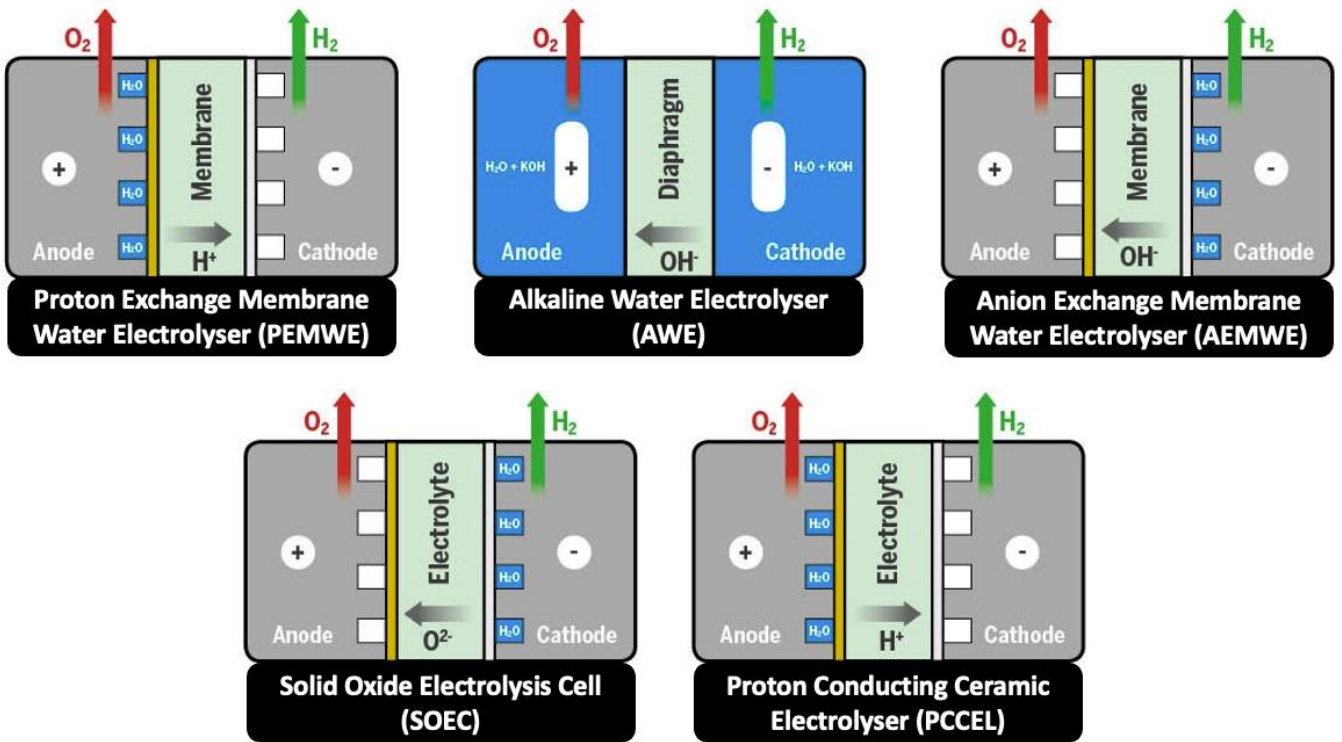 O₂
H₂
H₂O
H₂O
H₂O
H₂O
Membrane
+
-
Anode
H⁺
Cathode
Proton Exchange Membrane
Water Electrolyser (PEMWE)
O₂
H₂
H₂O + KOH
+
Diaphragm
-
H₂O + KOH
Anode
OH⁻
Cathode
Alkaline Water Electrolyser
(AWE)
O₂
H₂
Membrane
H₂O
H₂O
H₂O
H₂O
+
-
Anode
OH⁻
Cathode
Anion Exchange Membrane
Water Electrolyser (AEMWE)
O₂
H₂
Electrolyte
H₂O
H₂O
H₂O
H₂O
+
-
Anode
O²⁻
Cathode
Solid Oxide Electrolysis Cell
(SOEC)
O₂
H₂
H₂O
H₂O
H₂O
H₂O
Electrolyte
+
-
Anode
H⁺
Cathode
Proton Conducting Ceramic
Electrolyser (PCCEL)